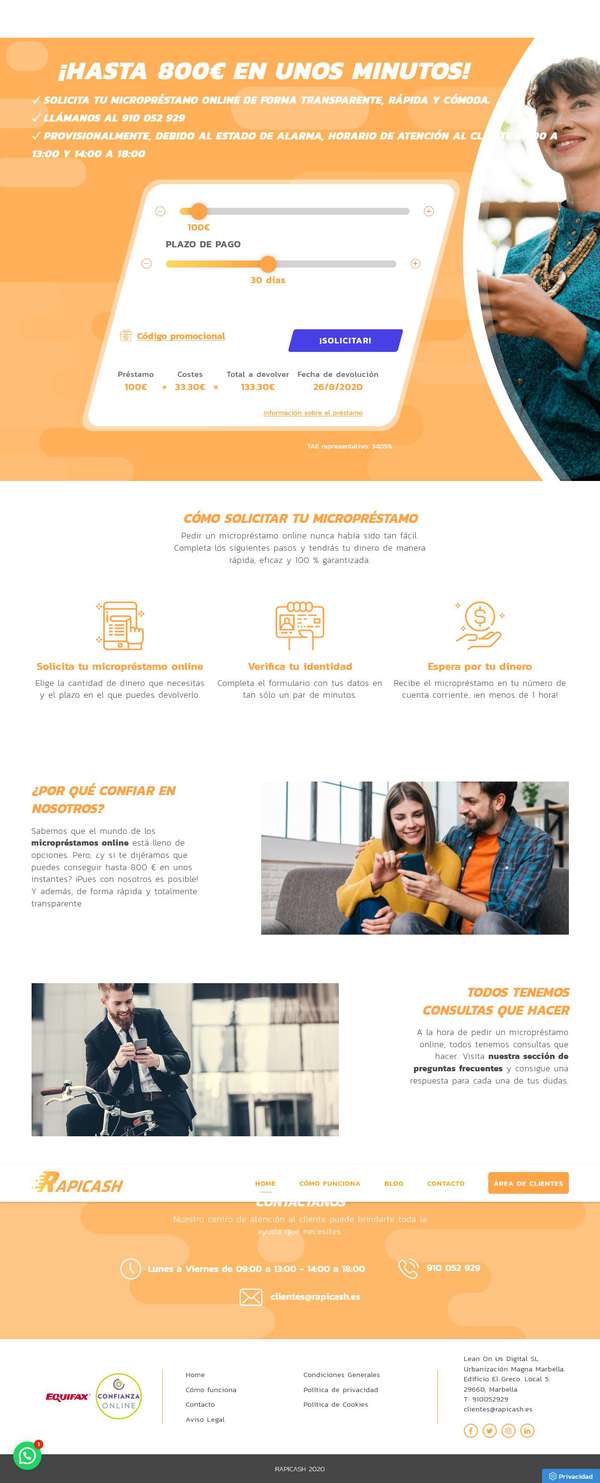 ¡HASTA 800€ EN UNOS MINUTOS!
✓ SOLICITA TU MICROPRÉSTAMO ONLINE DE FORMA TRANSPARENTE, RÁPIDA Y CÓMODA.
✓ LLÁMANOS AL 910 052 929
✓ PROVISIONALMENTE, DEBIDO AL ESTADO DE ALARMA, HORARIO DE ATENCIÓN AL A
13:00 Y 14:00 A 18:00
100€
PLAZO DE PAGO
30 días
Código promocional
¡SOLICITAR!
Préstamo Costes Total a devolver Fecha de devolución
100€ + 33.30€ = 133.30€ 26/8/2020
Información sobre el préstamo
TAE representativo:
CÓMO SOLICITAR TU MICROPRÉSTAMO
Pedir un micropréstamo online nunca había sido tan fácil.
Completa los siguientes pasos y tendrás tu dinero de manera
rápida, eficaz y 100 % garantizada.
Solicita tu micropréstamo online
Elige la cantidad de dinero que necesitas
y el plazo en el que puedes devolverlo.
Verifica tu identidad
Completa el formulario con tus datos en
tan sólo un par de minutos.
Espera por tu dinero
Recibe el micropréstamo en tu número de
cuenta corriente, ¡en menos de 1 hora!
¿POR QUÉ CONFIAR EN
NOSOTROS?
Sabemos que el mundo de los
micropréstamos online está lleno de
opciones. Pero, ¿y si te dijéramos que
puedes conseguir hasta 800 € en unos
instantes? ¡Pues con nosotros es posible!
Y además, de forma rápida y totalmente
transparente
TODOS TENEMOS
CONSULTAS QUE HACER
A la hora de pedir un micropréstamo
online, todos tenemos consultas que
hacer. Visita nuestra sección de
preguntas frecuentes y consigue una
respuesta para cada una de tus dudas.
RAPICASH
HOME
CÓMO FUNCIONA
BLOG
CONTACTO
ÁREA DE CLIENTES
CONTÁCTANOS
Nuestro centro de atención al cliente puede brindarte toda la
ayuda que necesites.
Lunes a Viernes de 09:00 a 13:00 - 14:00 a 18:00
910 052 929
clientes@rapicash.es
EQUIFAX
CONFIANZA
ONLINE
Home
Cómo funciona
Contacto
Aviso Legal
Condiciones Generales
Política de privacidad
Política de Cookies
Lean On Us Digital SL
Urbanización Magna Marbella.
Edificio El Greco. Local 5.
29660, Marbella
T: 910052929
clientes@rapicash.es
1
RAPICASH 2020
Privacidad